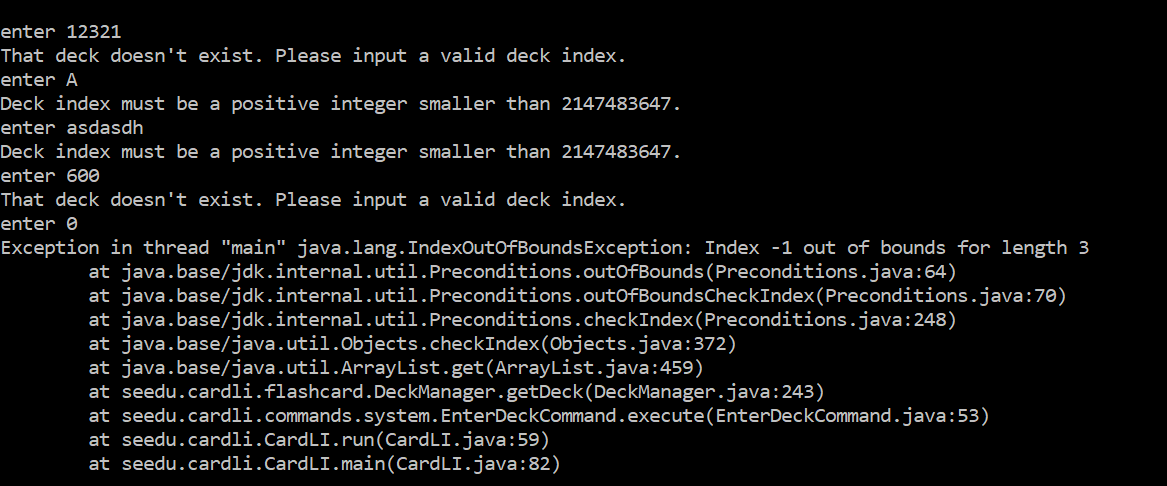 enter 12321
That deck doesn't exist. Please input a valid deck index.
enter A
Deck index must be a positive integer smaller than 2147483647.
enter asdasdh
Deck index must be a positive integer smaller than 2147483647.
enter 600
That deck doesn't exist. Please input a valid deck index.
enter 0
Exception in thread "main" java.lang.IndexOutOfBoundsException: Index -1 out of bounds for length 3
        at java.base/jdk.internal.util.Preconditions.outOfBounds(Preconditions.java:64)
        at java.base/jdk.internal.util.Preconditions.outOfBoundsCheckIndex(Preconditions.java:70)
        at java.base/jdk.internal.util.Preconditions.checkIndex(Preconditions.java:248)
        at java.base/java.util.Objects.checkIndex(Objects.java:372)
        at java.base/java.util.ArrayList.get(ArrayList.java:459)
        at seedu.cardli.flashcard.DeckManager.getDeck(DeckManager.java:243)
        at seedu.cardli.commands.system.EnterDeckCommand.execute(EnterDeckCommand.java:53)
        at seedu.cardli.CardLI.run(CardLI.java:59)
        at seedu.cardli.CardLI.main(CardLI.java:82)